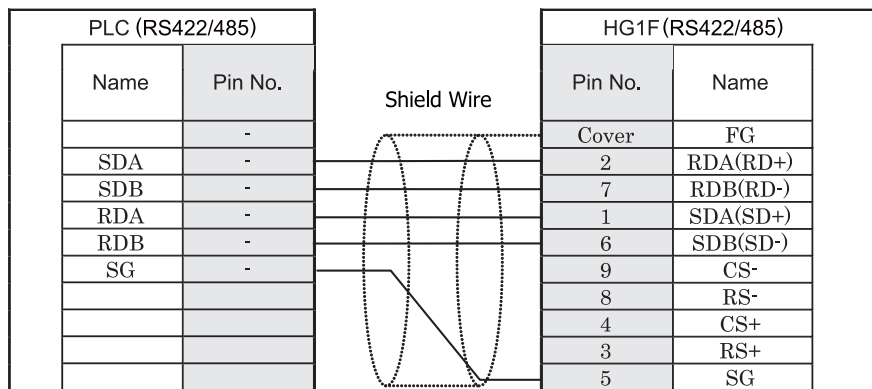 PLC (RS422/485) HG1F(RS422/485)
Name Pin No. Shield Wire Pin No. Name
- Cover FG
SDA - 2 RDA(RD+)
SDB - 7 RDB(RD-)
RDA - 1 SDA(SD+)
RDB - 6 SDB(SD-)
SG - 9 CS-
8 RS-
4 CS+
3 RS+
5 SG